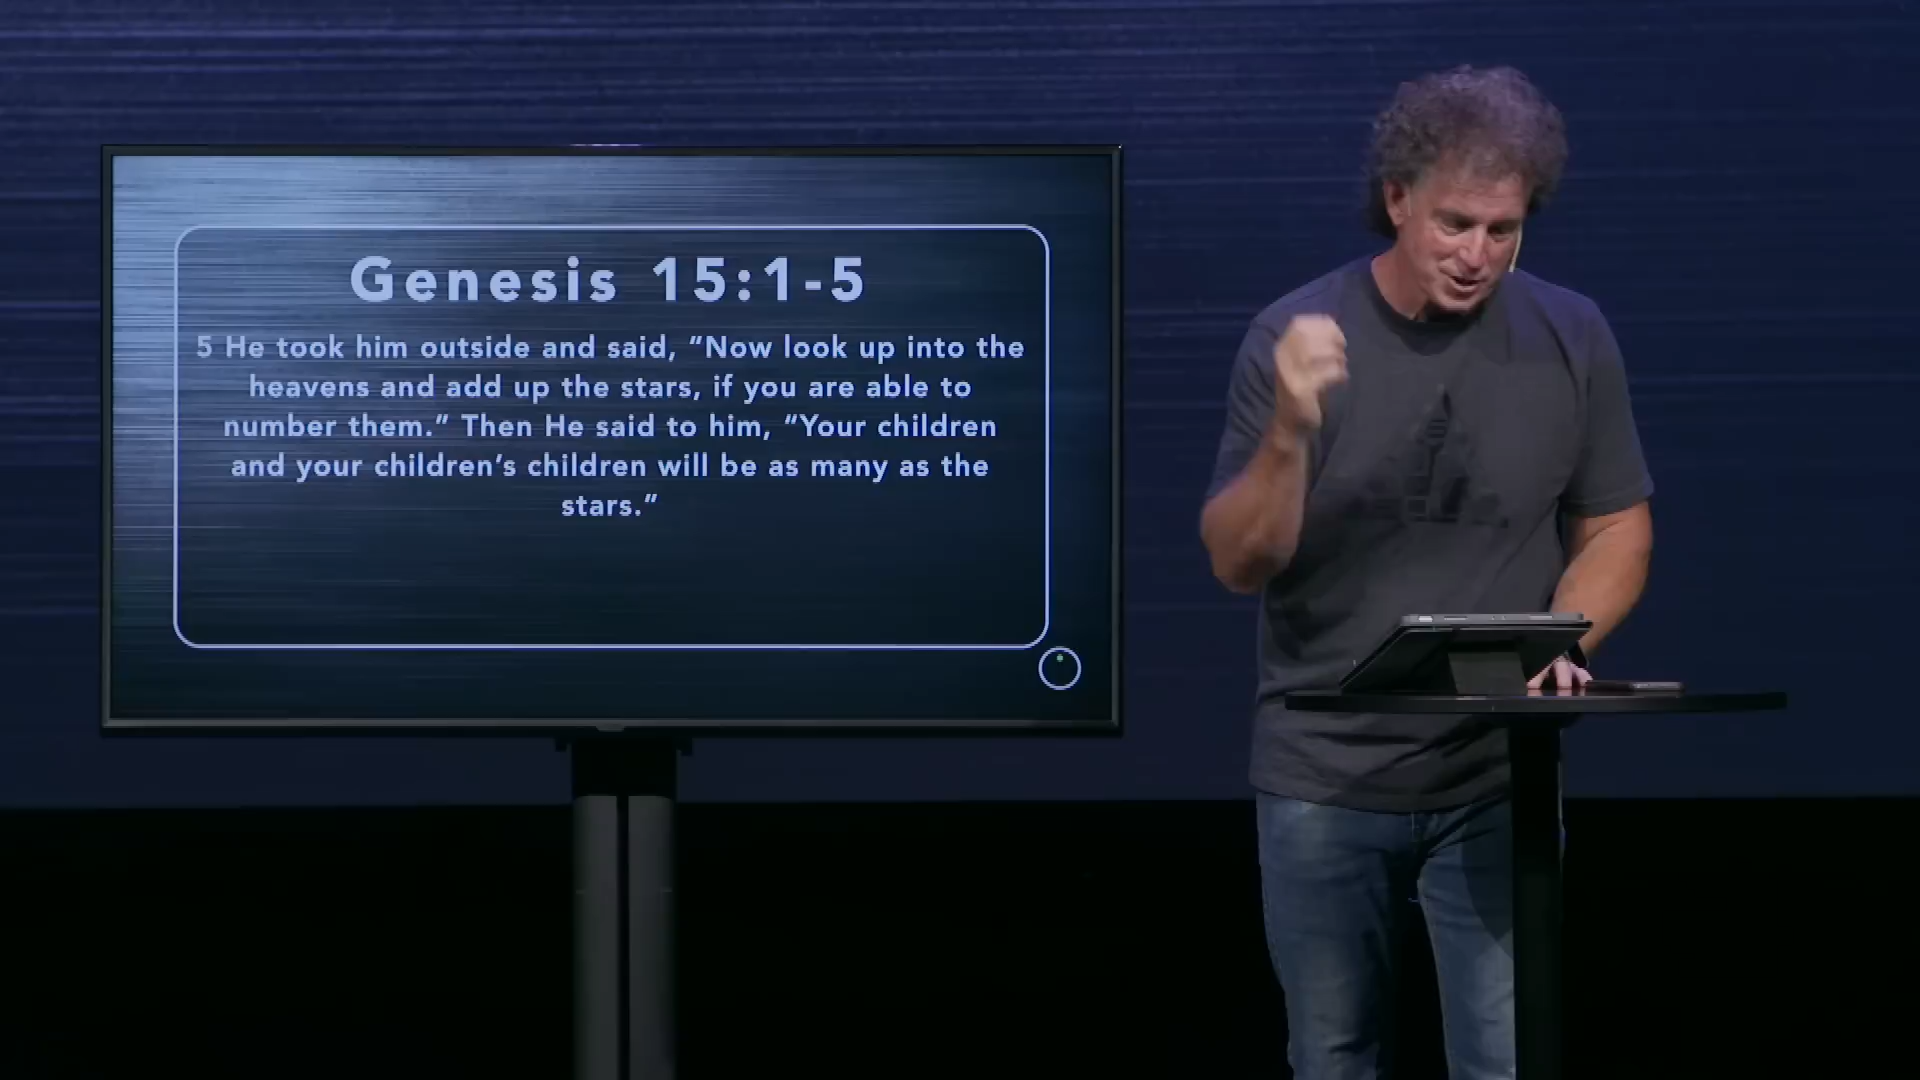 Genesis 15:1-5
5 He took him outside and said, “Now look up into the
heavens and add up the stars, if you are able to
number them.” Then He said to him, “Your children
and your children’s children will be as many as the
stars.”